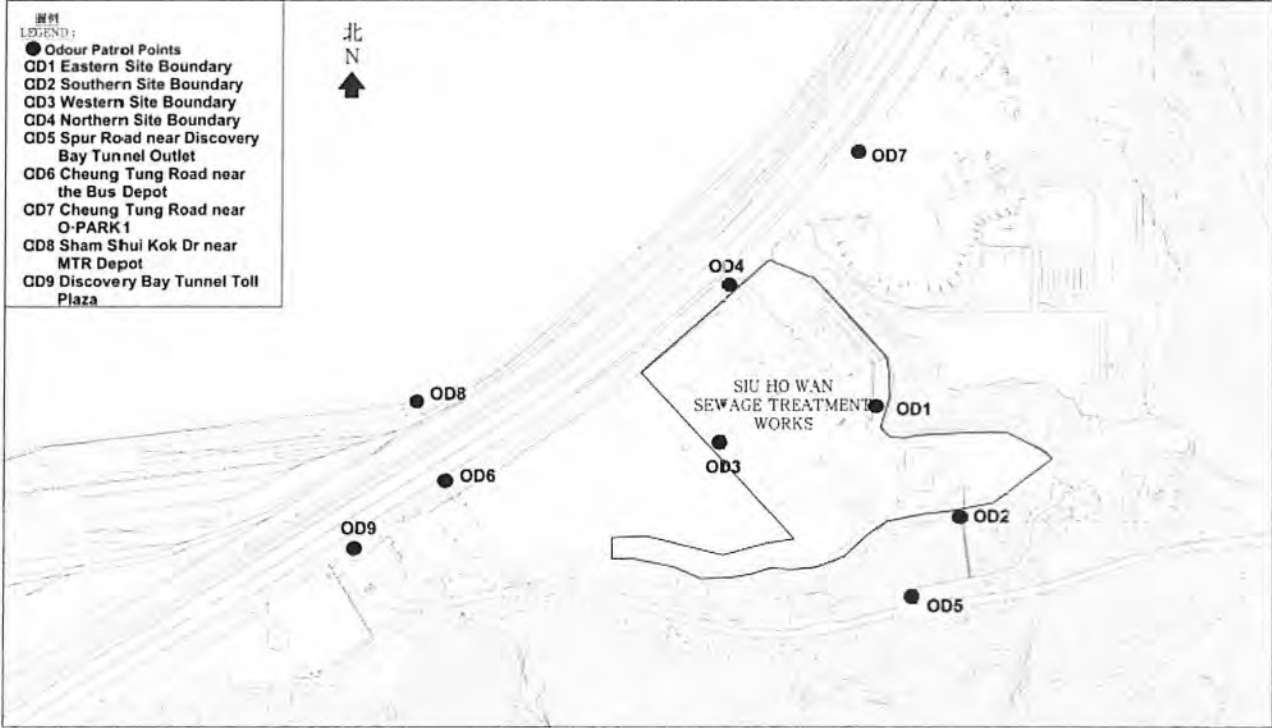 圖例
LEGEND:
Odour Patrol Points
OD1 Eastern Site Boundary
OD2 Southern Site Boundary
OD3 Western Site Boundary
OD4 Northern Site Boundary
OD5 Spur Road near Discovery
Bay Tunnel Outlet
OD6 Cheung Tung Road near
the Bus Depot
OD7 Cheung Tung Road near
O·PARK1
OD8 Sham Shui Kok Dr near
MTR Depot
OD9 Discovery Bay Tunnel Toll
Plaza
北
N
OD7
OD4
OD8
SIU HO WAN
SEWAGE TREATMENT
WORKS
OD1
OD3
OD6
OD2
OD9
OD5